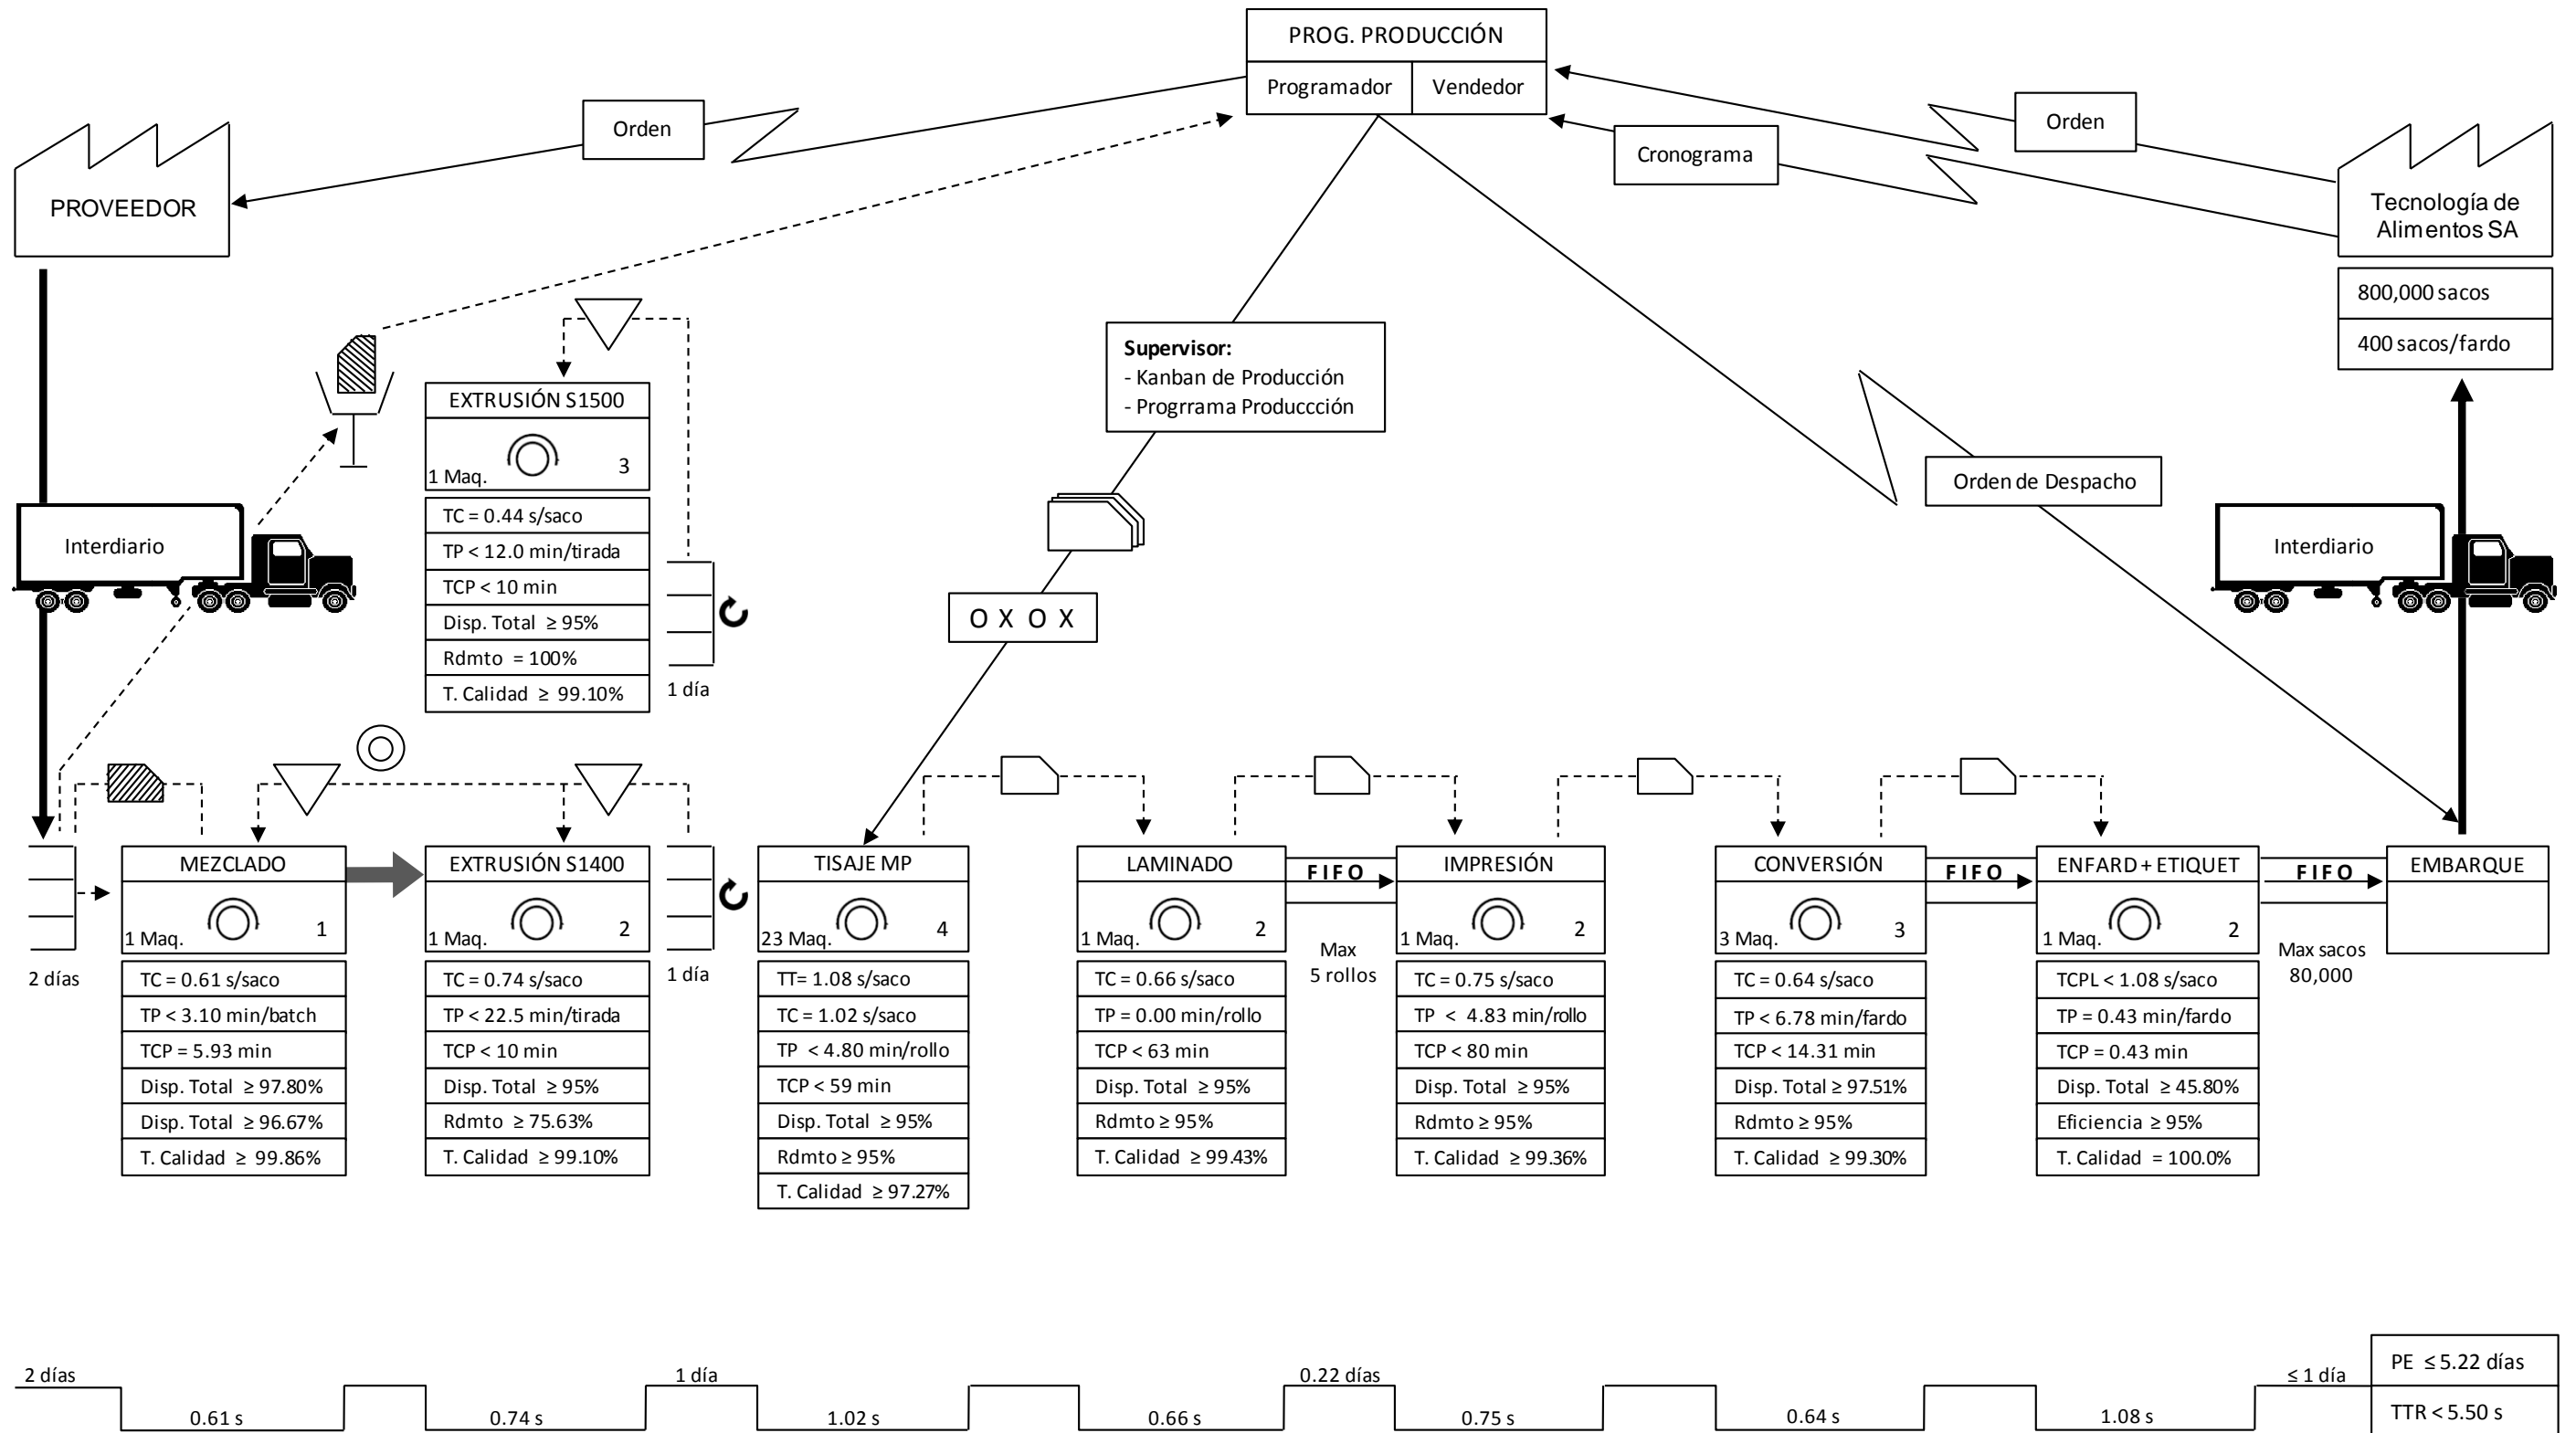 PROG. PRODUCCIÓN
Programador
Vendedor
Orden
Orden
Cronograma
PROVEEDOR
Tecnología de
Alimentos SA
800,000 sacos
400 sacos/fardo
Supervisor:
- Kanban de Producción
- Progrrama Produccción
EXTRUSIÓN S1500
1 Maq.
3
TC = 0.44 s/saco
TP < 12.0 min/tirada
TCP < 10 min
Disp. Total ≥ 95%
Rdmto = 100%
T. Calidad ≥ 99.10%
1 día
Interdiario
Orden de Despacho
Interdiario
O X O X
2 días
MEZCLADO
1 Maq.
1
TC = 0.61 s/saco
TP < 3.10 min/batch
TCP = 5.93 min
Disp. Total ≥ 97.80%
Disp. Total ≥ 96.67%
T. Calidad ≥ 99.86%
EXTRUSIÓN S1400
1 Maq.
2
TC = 0.74 s/saco
TP < 22.5 min/tirada
TCP < 10 min
Disp. Total ≥ 95%
Rdmto ≥ 75.63%
T. Calidad ≥ 99.10%
1 día
TISAJE MP
23 Maq.
4
TT= 1.08 s/saco
TC = 1.02 s/saco
TP < 4.80 min/rollo
TCP < 59 min
Disp. Total ≥ 95%
Rdmto ≥ 95%
T. Calidad ≥ 97.27%
LAMINADO
1 Maq.
2
TC = 0.66 s/saco
TP = 0.00 min/rollo
TCP < 63 min
Disp. Total ≥ 95%
Rdmto ≥ 95%
T. Calidad ≥ 99.43%
FIFO
Max
5 rollos
IMPRESIÓN
1 Maq.
2
TC = 0.75 s/saco
TP < 4.83 min/rollo
TCP < 80 min
Disp. Total ≥ 95%
Rdmto ≥ 95%
T. Calidad ≥ 99.36%
CONVERSIÓN
3 Maq.
3
TC = 0.64 s/saco
TP < 6.78 min/fardo
TCP < 14.31 min
Disp. Total ≥ 97.51%
Rdmto ≥ 95%
T. Calidad ≥ 99.30%
FIFO
ENFARD + ETIQUET
1 Maq.
2
TCPL < 1.08 s/saco
TP = 0.43 min/fardo
TCP = 0.43 min
Disp. Total ≥ 45.80%
Eficiencia ≥ 95%
T. Calidad = 100.0%
FIFO
Max sacos
80,000
EMBARQUE
2 días
0.61 s
0.74 s
1 día
1.02 s
0.66 s
0.22 días
0.75 s
0.64 s
1.08 s
≤ 1 día
PE ≤ 5.22 días
TTR < 5.50 s